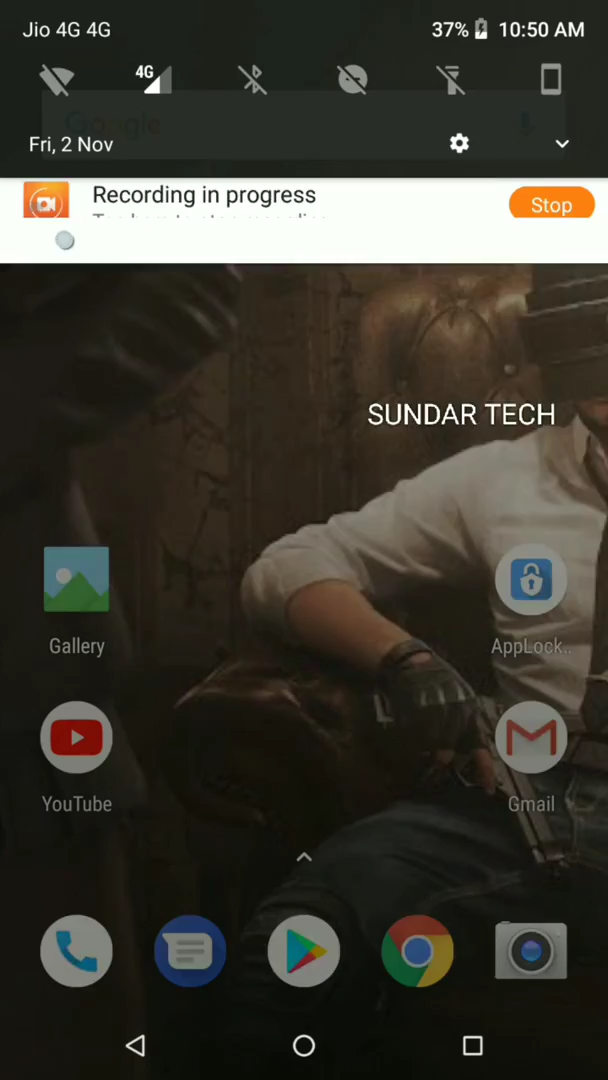 Jio 4G 4G
37%
10:50 AM
4G
Google
Fri, 2 Nov
Recording in progress
Stop
SUNDAR TECH
Gallery
AppLock..
YouTube
Gmail